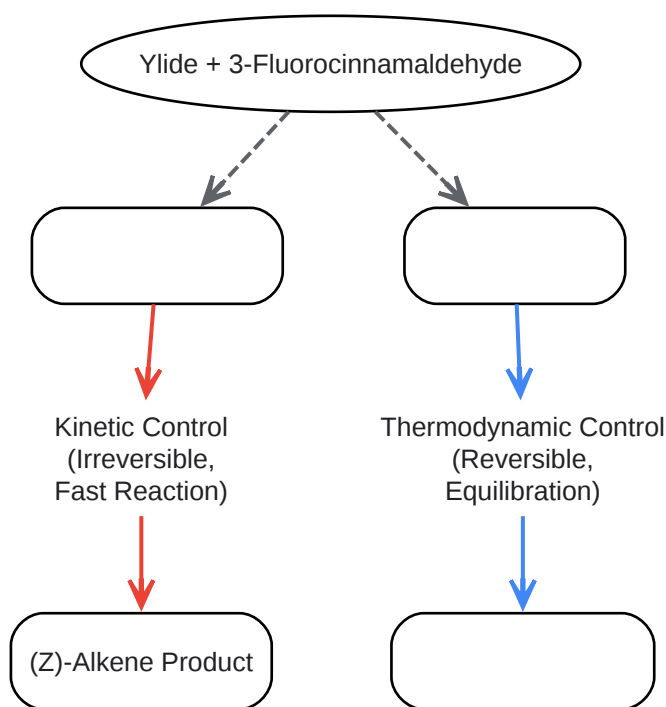 Ylide + 3-Fluorocinnamaldehyde
Kinetic Control
(Irreversible,
Fast Reaction)
Thermodynamic Control
(Reversible,
Equilibration)
(Z)-Alkene Product